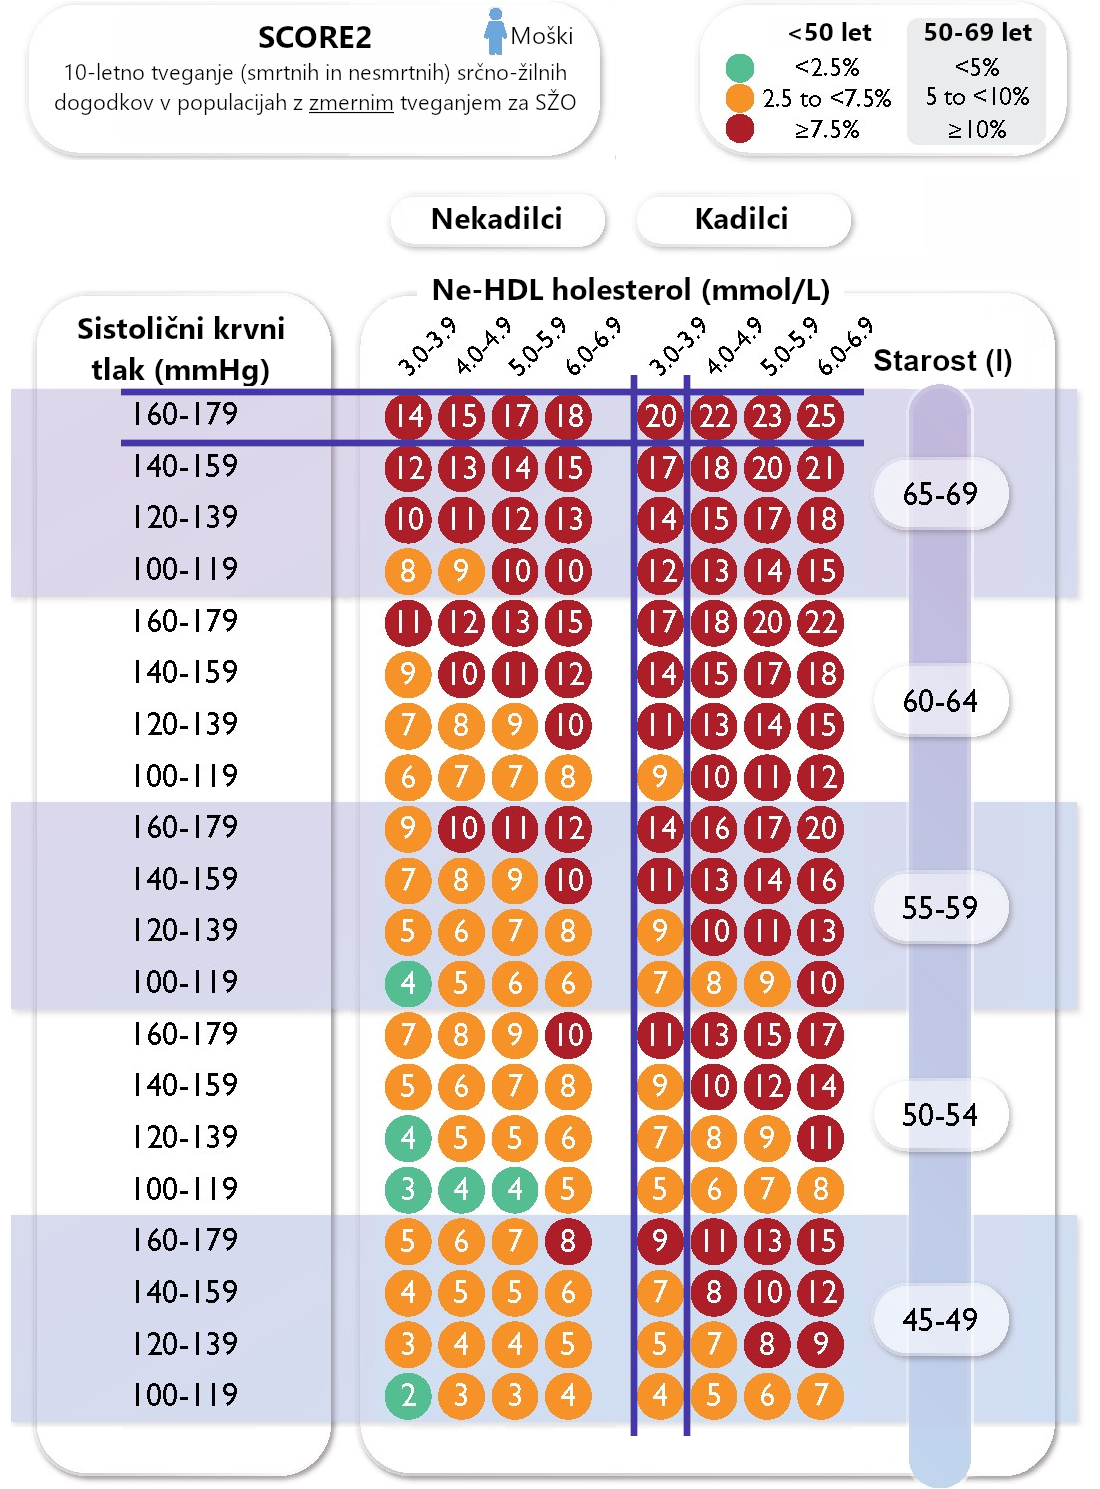 SCORE2
Moški
10-letno tveganje (smrtnih in nesmrtnih) srčno-žilnih
dogodkov v populacijah z zmernim tveganjem za SŽO
<50 let 50-69 let
<2.5% <5%
2.5 to <7.5% 5 to <10%
≥7.5% ≥10%
Nekadilci Kadilci
Ne-HDL holesterol (mmol/L)
Sistolični krvni
tlak (mmHg)
3.0-3.9 4.0-4.9 5.0-5.9 6.0-6.9 3.0-3.9 4.0-4.9 5.0-5.9 6.0-6.9
Starost (l)
160-179 14 15 17 18 20 22 23 25
140-159 12 13 14 15 17 18 20 21
65-69
120-139 10 11 12 13 14 15 17 18
100-119 8 9 10 10 12 13 14 15
160-179 11 12 13 15 17 18 20 22
140-159 9 10 11 12 14 15 17 18
60-64
120-139 7 8 9 10 11 13 14 15
100-119 6 7 7 8 9 10 11 12
160-179 9 10 11 12 14 16 17 20
140-159 7 8 9 10 11 13 14 16
55-59
120-139 5 6 7 8 9 10 11 13
100-119 4 5 6 6 7 8 9 10
160-179 7 8 9 10 11 13 15 17
140-159 5 6 7 8 9 10 12 14
50-54
120-139 4 5 5 6 7 8 9 11
100-119 3 4 4 5 5 6 7 8
160-179 5 6 7 8 9 11 13 15
140-159 4 5 5 6 7 8 10 12
45-49
120-139 3 4 4 5 5 7 8 9
100-119 2 3 3 4 4 5 6 7